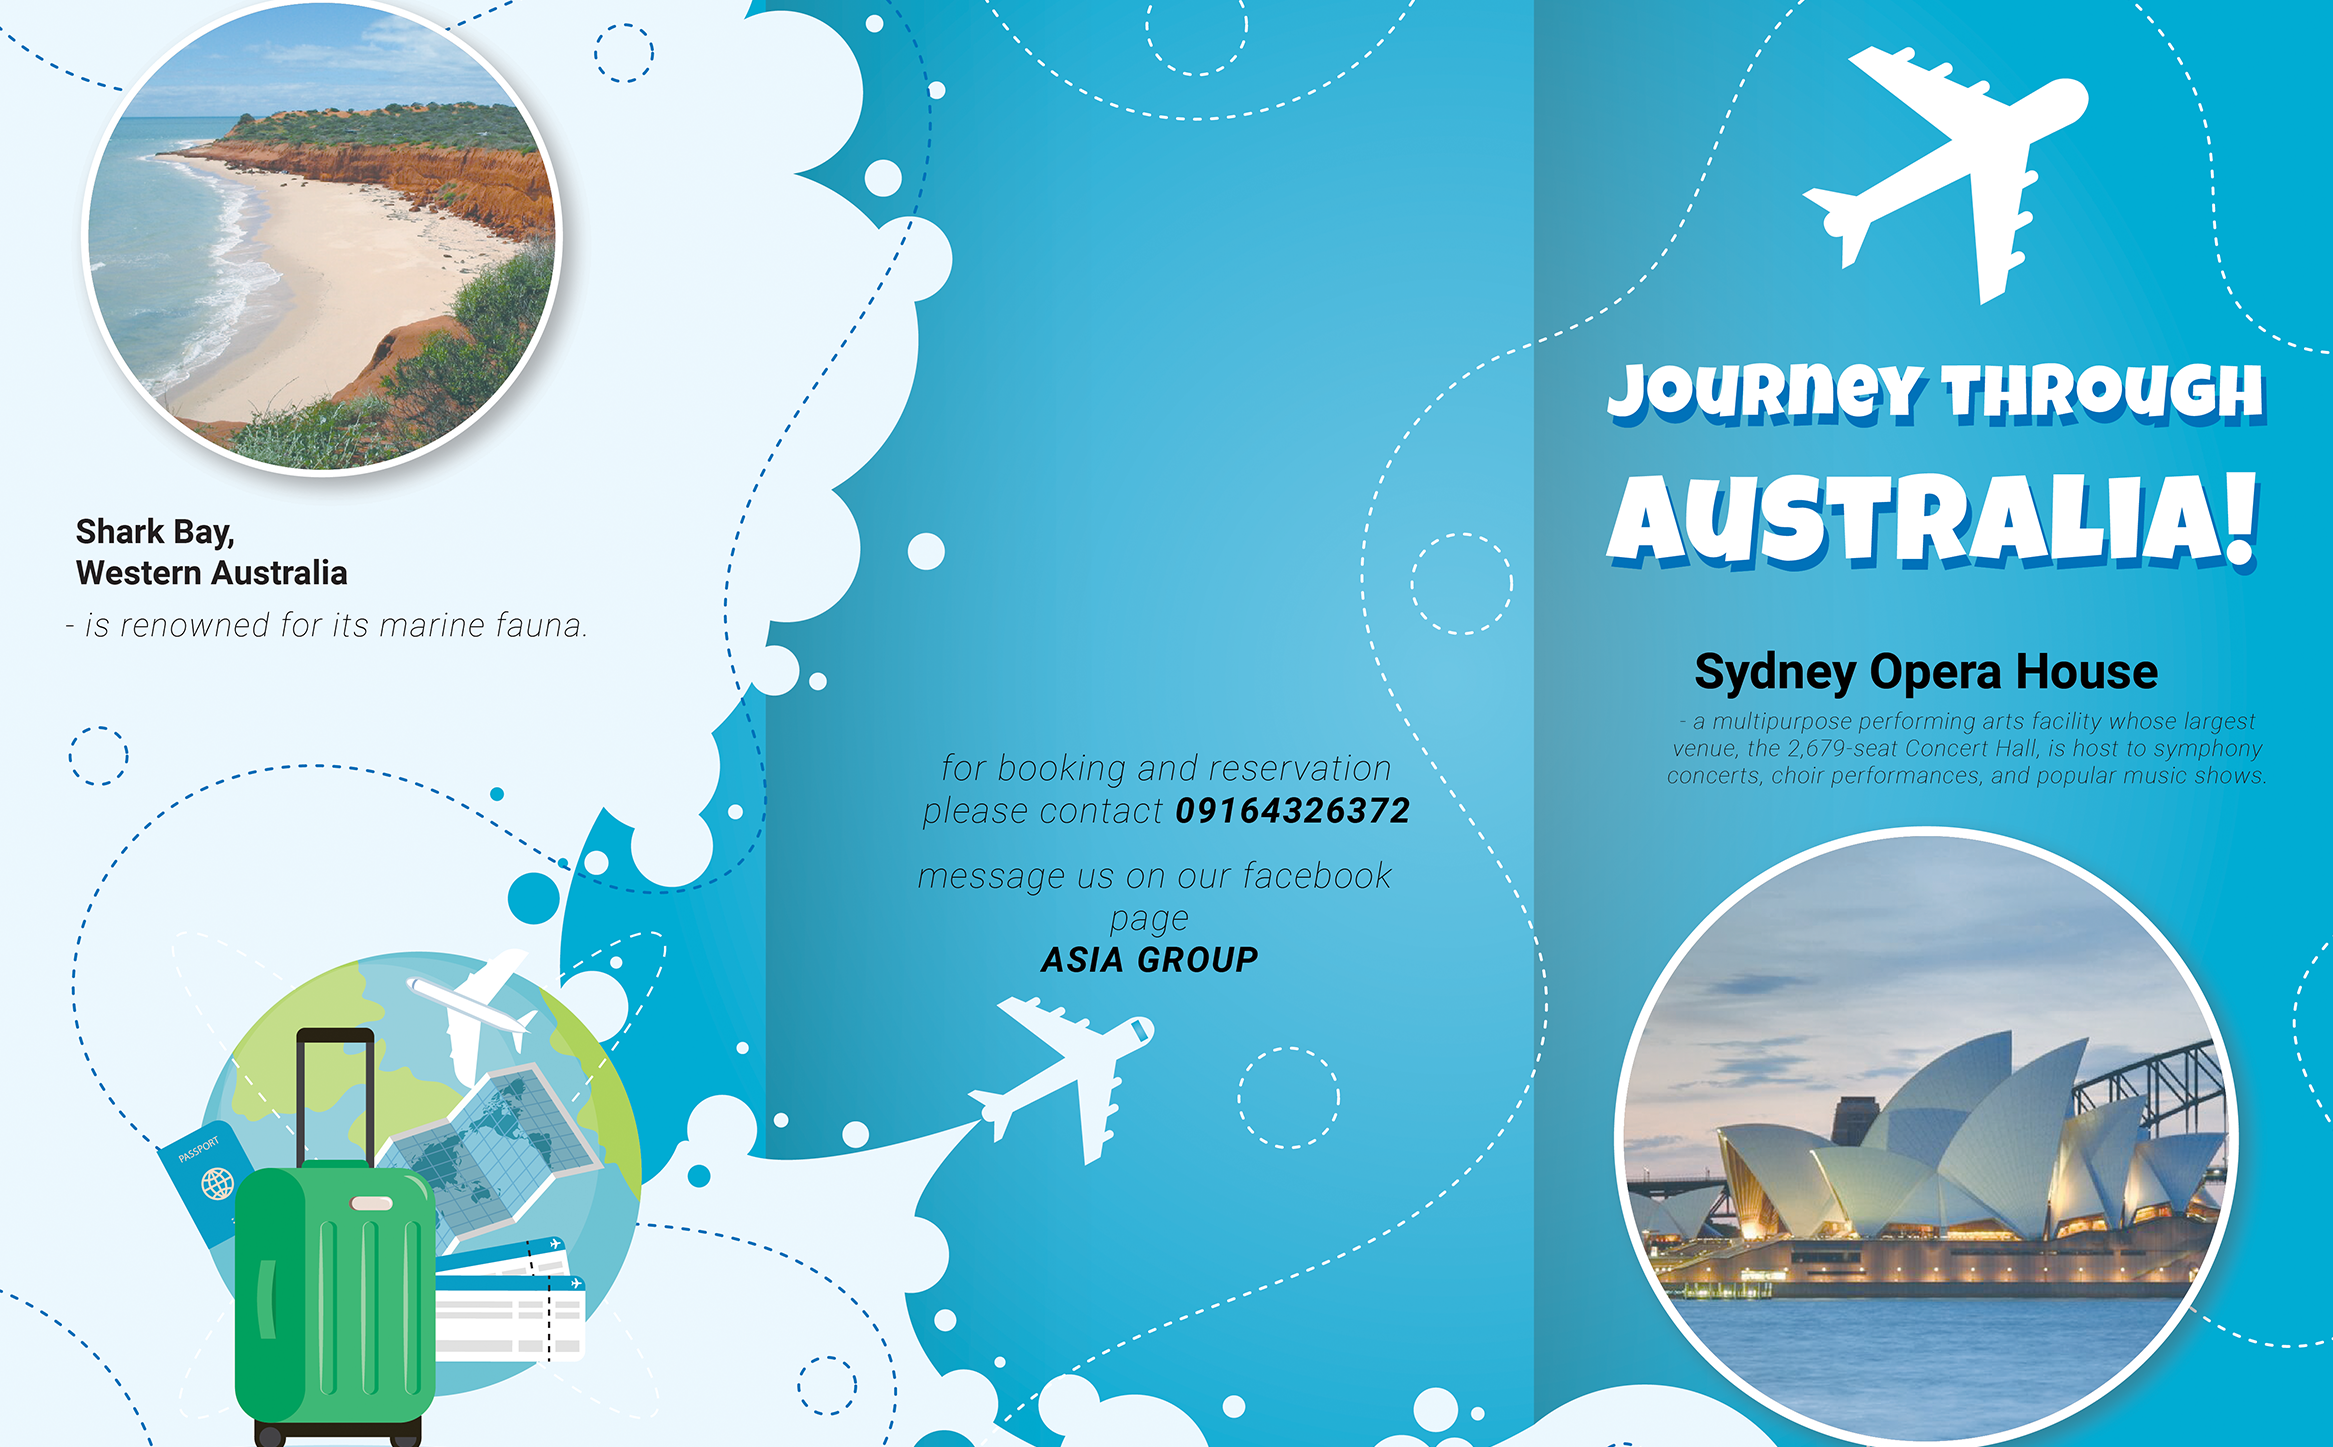 Shark Bay,
Western Australia
- is renowned for its marine fauna.
PASSPORT
for booking and reservation
please contact 09164326372
message us on our facebook
page
ASIA GROUP
JOURNEY THROUGH
AUSTRALIA!
Sydney Opera House
- a multipurpose performing arts facility whose largest
venue, the 2,679-seat Concert Hall, is host to symphony
concerts, choir performances, and popular music shows.